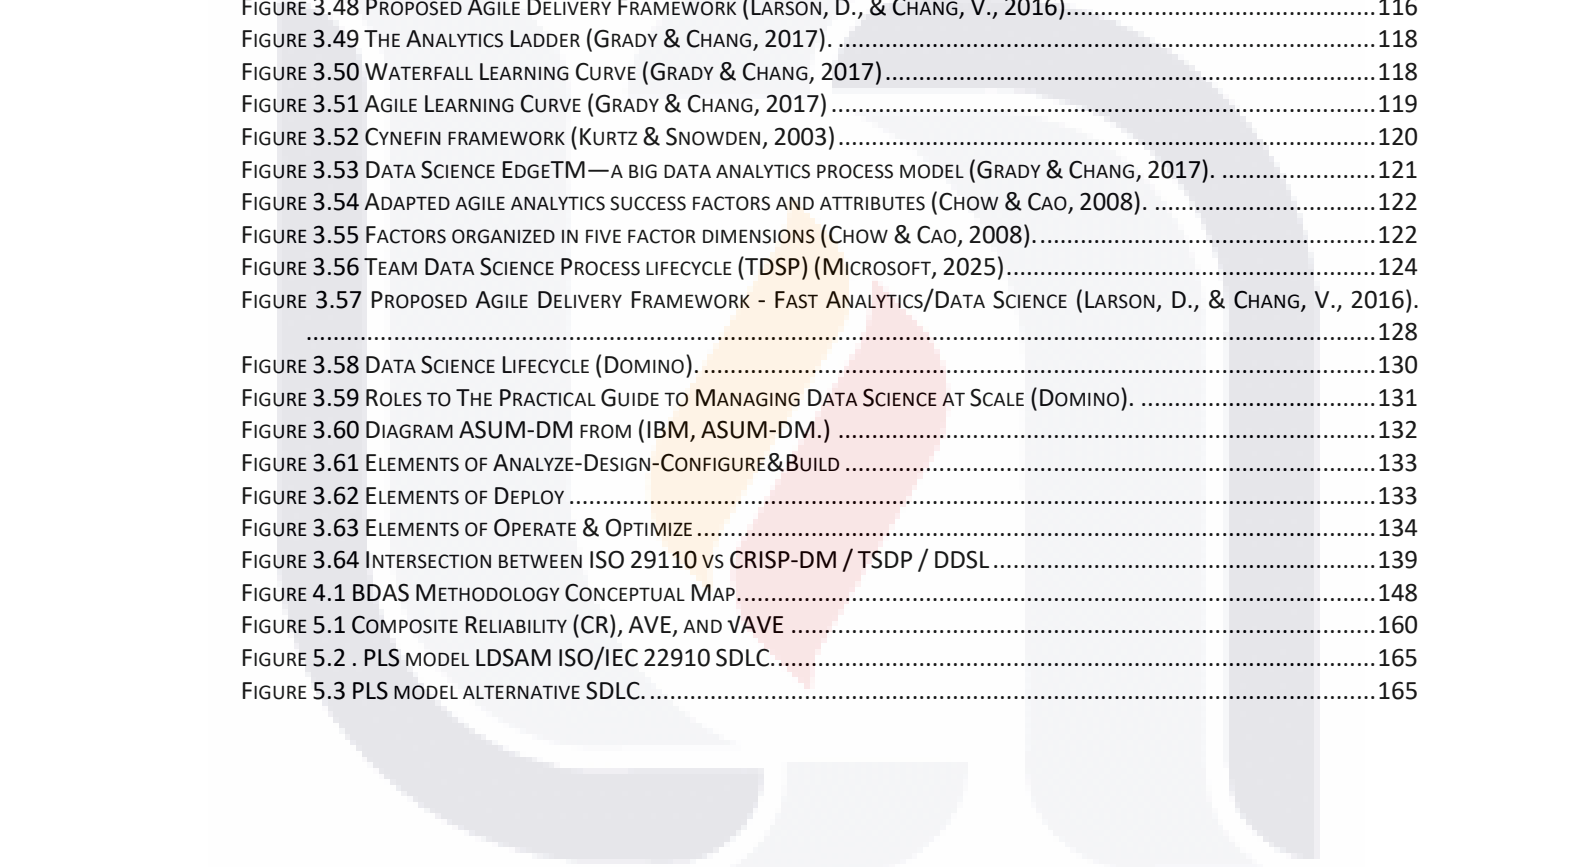 FIGURE 3.48 PROPOSED AGILE DELIVERY FRAMEWORK (LARSON, D., & CHANG, V., 2016)....................116
FIGURE 3.49 THE ANALYTICS LADDER (GRADY & CHANG, 2017). ....................118
FIGURE 3.50 WATERFALL LEARNING CURVE (GRADY & CHANG, 2017)....................118
FIGURE 3.51 AGILE LEARNING CURVE (GRADY & CHANG, 2017)....................119
FIGURE 3.52 CYNEFIN FRAMEWORK (KURTZ & SNOWDEN, 2003)....................120
FIGURE 3.53 DATA SCIENCE EDGETM—A BIG DATA ANALYTICS PROCESS MODEL (GRADY & CHANG, 2017). ....................121
FIGURE 3.54 ADAPTED AGILE ANALYTICS SUCCESS FACTORS AND ATTRIBUTES (CHOW & CAO, 2008). ....................122
FIGURE 3.55 FACTORS ORGANIZED IN FIVE FACTOR DIMENSIONS (CHOW & CAO, 2008). ....................122
FIGURE 3.56 TEAM DATA SCIENCE PROCESS LIFECYCLE (TDSP) (MICROSOFT, 2025)....................124
FIGURE 3.57 PROPOSED AGILE DELIVERY FRAMEWORK - FAST ANALYTICS/DATA SCIENCE (LARSON, D., & CHANG, V., 2016).
....................128
FIGURE 3.58 DATA SCIENCE LIFECYCLE (DOMINO). ....................130
FIGURE 3.59 ROLES TO THE PRACTICAL GUIDE TO MANAGING DATA SCIENCE AT SCALE (DOMINO). ....................131
FIGURE 3.60 DIAGRAM ASUM-DM FROM (IBM, ASUM-DM.) ....................132
FIGURE 3.61 ELEMENTS OF ANALYZE-DESIGN-CONFIGURE&BUILD ....................133
FIGURE 3.62 ELEMENTS OF DEPLOY ....................133
FIGURE 3.63 ELEMENTS OF OPERATE & OPTIMIZE....................134
FIGURE 3.64 INTERSECTION BETWEEN ISO 29110 VS CRISP-DM / TSDP / DDSL....................139
FIGURE 4.1 BDAS METHODOLOGY CONCEPTUAL MAP....................148
FIGURE 5.1 COMPOSITE RELIABILITY (CR), AVE, AND √AVE ....................160
FIGURE 5.2 . PLS MODEL LDSAM ISO/IEC 22910 SDLC....................165
FIGURE 5.3 PLS MODEL ALTERNATIVE SDLC....................165